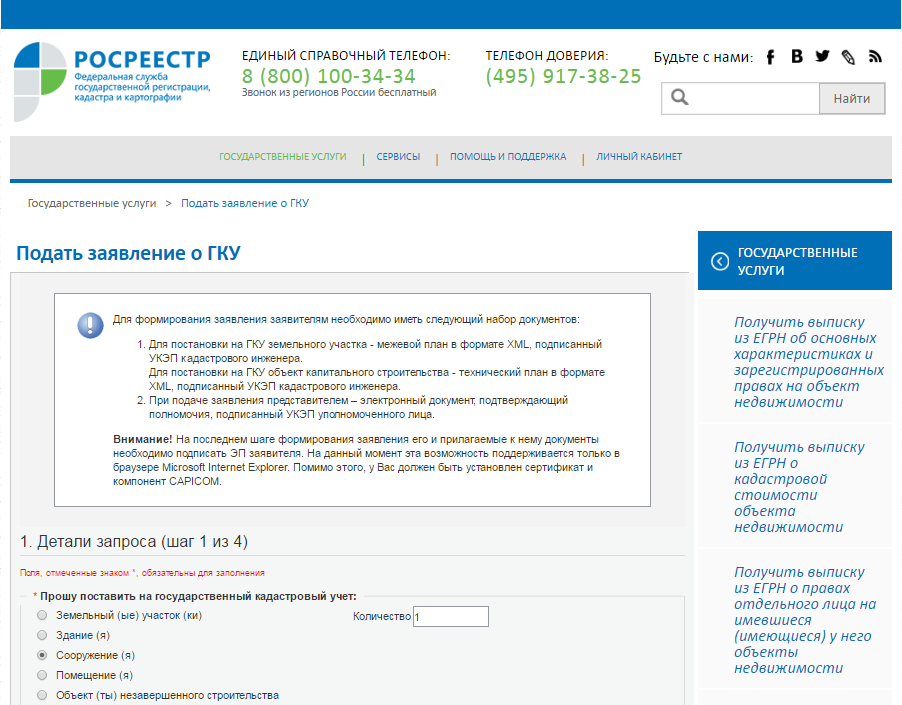 РОСРЕЕСТР
Федеральная служба
государственной регистрации,
кадастра и картографии
ЕДИНЫЙ СПРАВОЧНЫЙ ТЕЛЕФОН:
8 (800) 100-34-34
Звонок из регионов России бесплатный
ТЕЛЕФОН ДОВЕРИЯ:
(495) 917-38-25
Будьте с нами:
Найти
ГОСУДАРСТВЕННЫЕ УСЛУГИ | СЕРВИСЫ | ПОМОЩЬ И ПОДДЕРЖКА | ЛИЧНЫЙ КАБИНЕТ
Государственные услуги > Подать заявление о ГКУ
Подать заявление о ГКУ
Для формирования заявления заявителям необходимо иметь следующий набор документов:
1. Для постановки на ГКУ земельного участка - межевой план в формате XML, подписанный
УКЭП кадастрового инженера.
Для постановки на ГКУ объект капитального строительства - технический план в формате
XML, подписанный УКЭП кадастрового инженера.
2. При подаче заявления представителем – электронный документ, подтверждающий
полномочия, подписанный УКЭП уполномоченного лица.
Внимание! На последнем шаге формирования заявления его и прилагаемые к нему документы
необходимо подписать ЭП заявителя. На данный момент эта возможность поддерживается только в
браузере Microsoft Internet Explorer. Помимо этого, у Вас должен быть установлен сертификат и
компонент CAPICOM.
1. Детали запроса (шаг 1 из 4)
Поля, отмеченные знаком *, обязательны для заполнения
* Прошу поставить на государственный кадастровый учет:
Земельный (ые) участок (ки)
Количество 1
Здание (я)
Сооружение (я)
Помещение (я)
Объект (ты) незавершенного строительства
ГОСУДАРСТВЕННЫЕ
УСЛУГИ
Получить выписку
из ЕГРН об основных
характеристиках и
зарегистрированных
правах на объект
недвижимости
Получить выписку
из ЕГРН о
кадастровой
стоимости
объекта
недвижимости
Получить выписку
из ЕГРН о правах
отдельного лица на
имевшиеся
(имеющиеся) у него
объекты
недвижимости